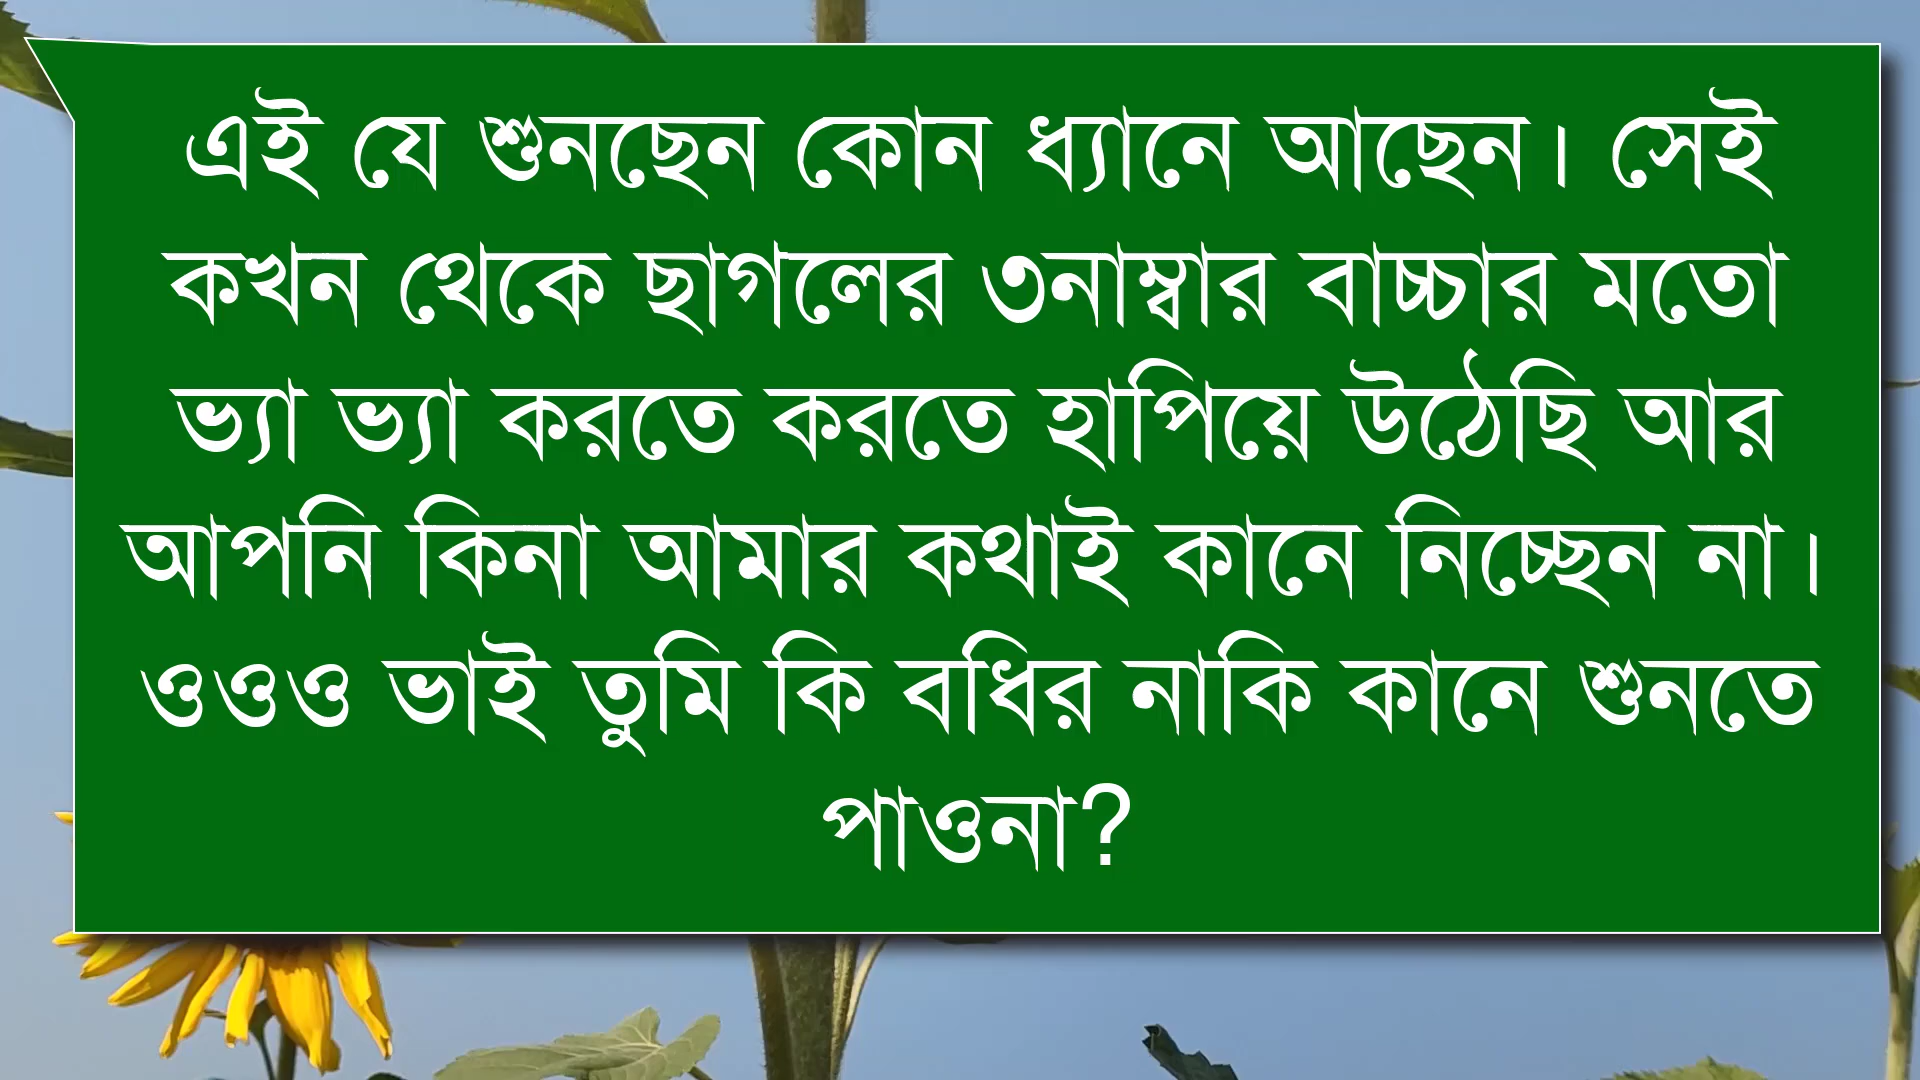 এই যে শুনছেন কোন ধ্যানে আছেন। সেই
কখন থেকে ছাগলের ৩নাম্বার বাচ্চার মতো
ভ্যা ভ্যা করতে করতে হাপিয়ে উঠেছি আর
আপনি কিনা আমার কথাই কানে নিচ্ছেন না।
ওওও ভাই তুমি কি বধির নাকি কানে শুনতে
পাওনা?